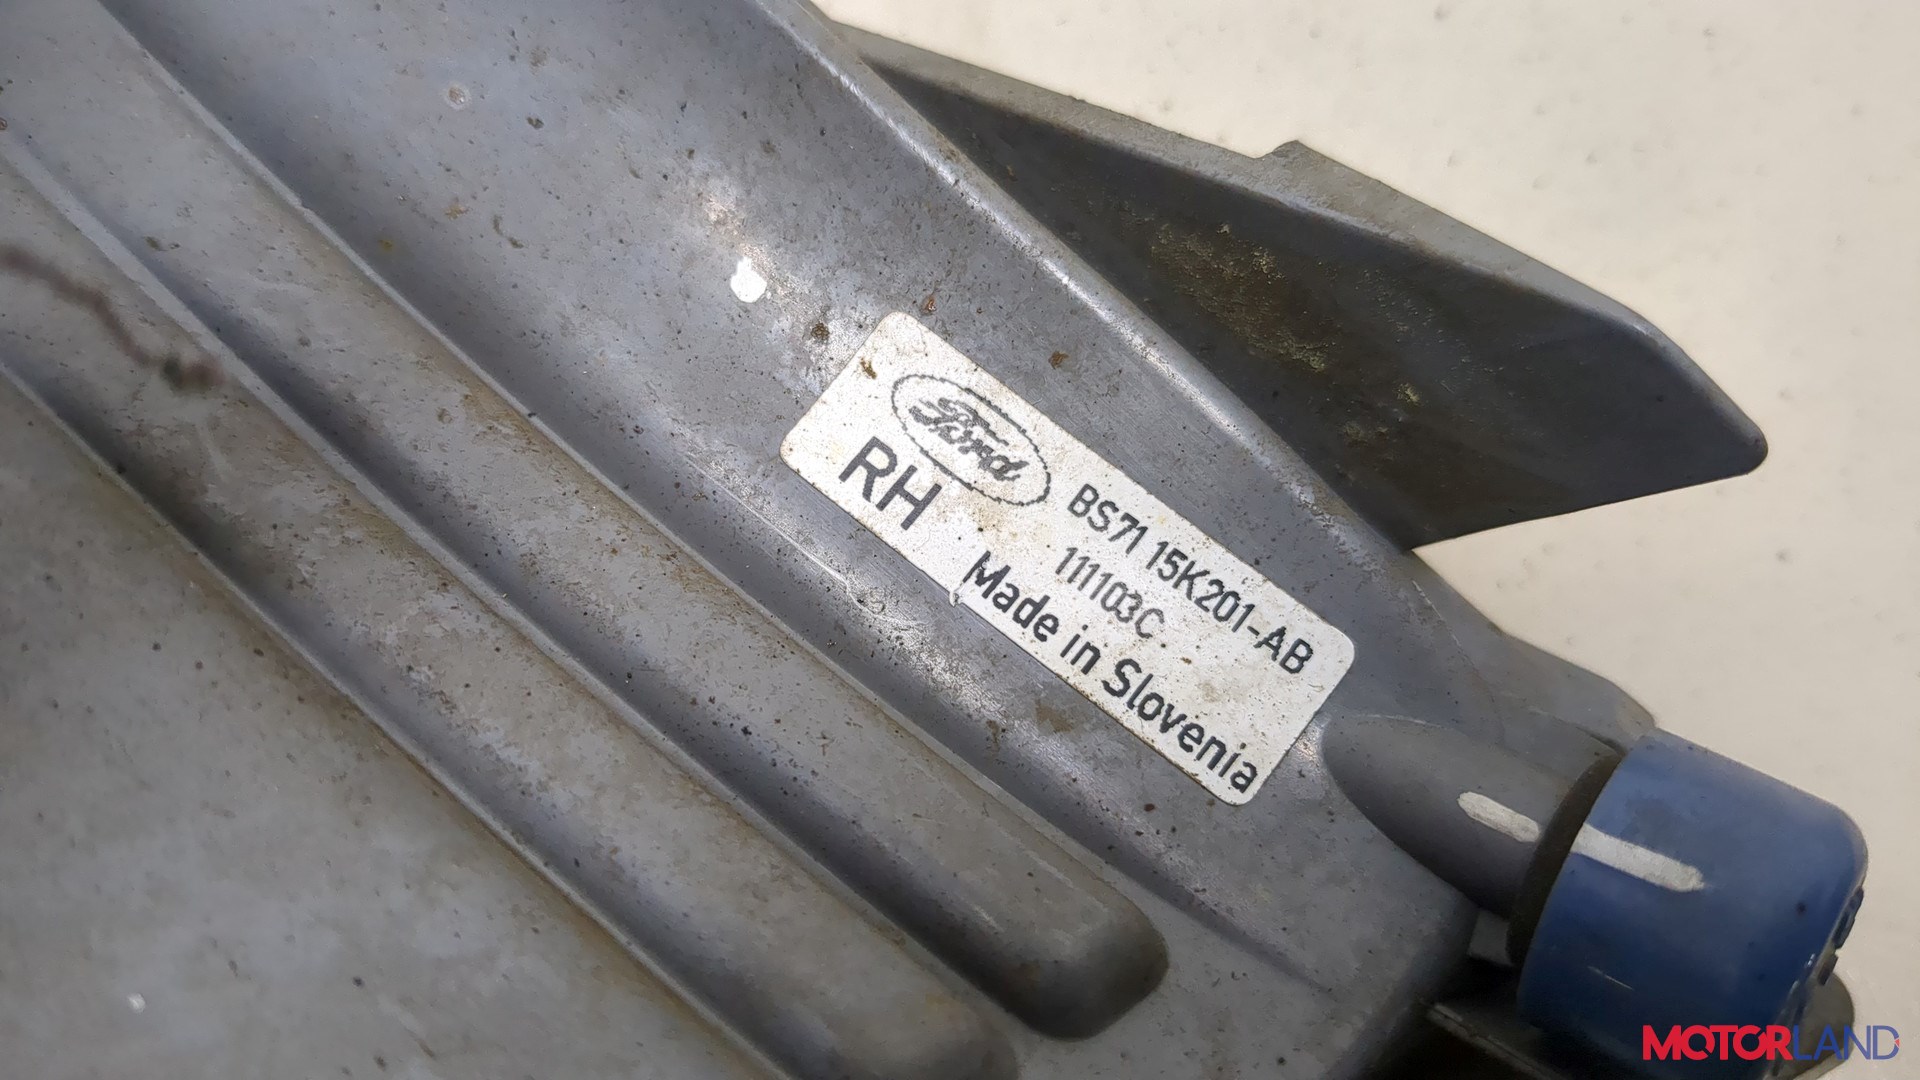 Ford
RH
BS71 15K201-AB
111103C
Made in Slovenia
MOTORLAND